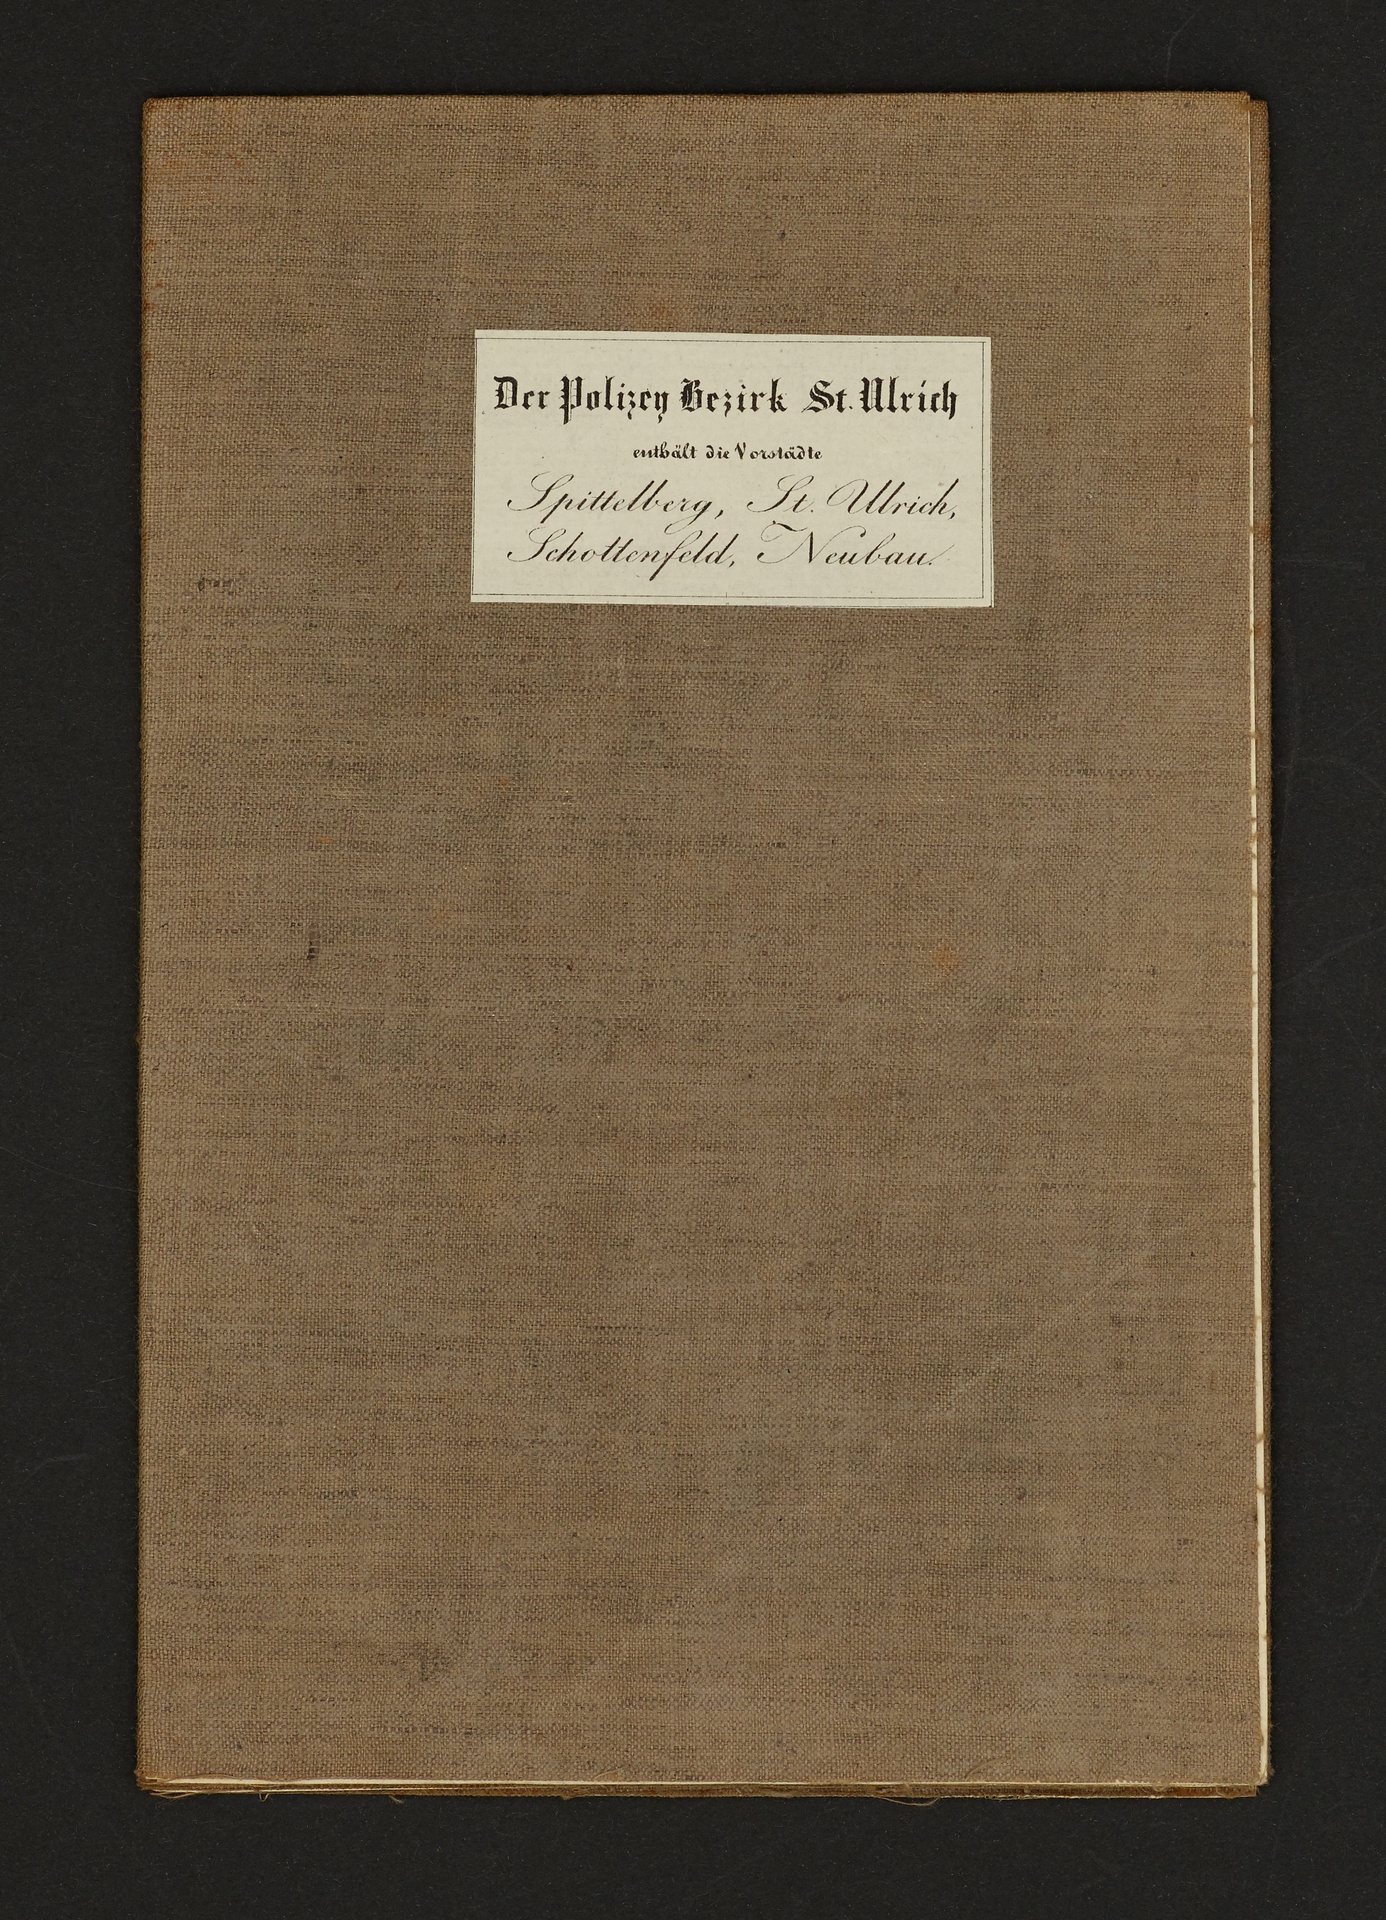 Der Polizey Bezirk St. Ulrich
enthält die Vorstädte
Spittelberg, St. Ulrich,
Schottenfeld, Neubau.